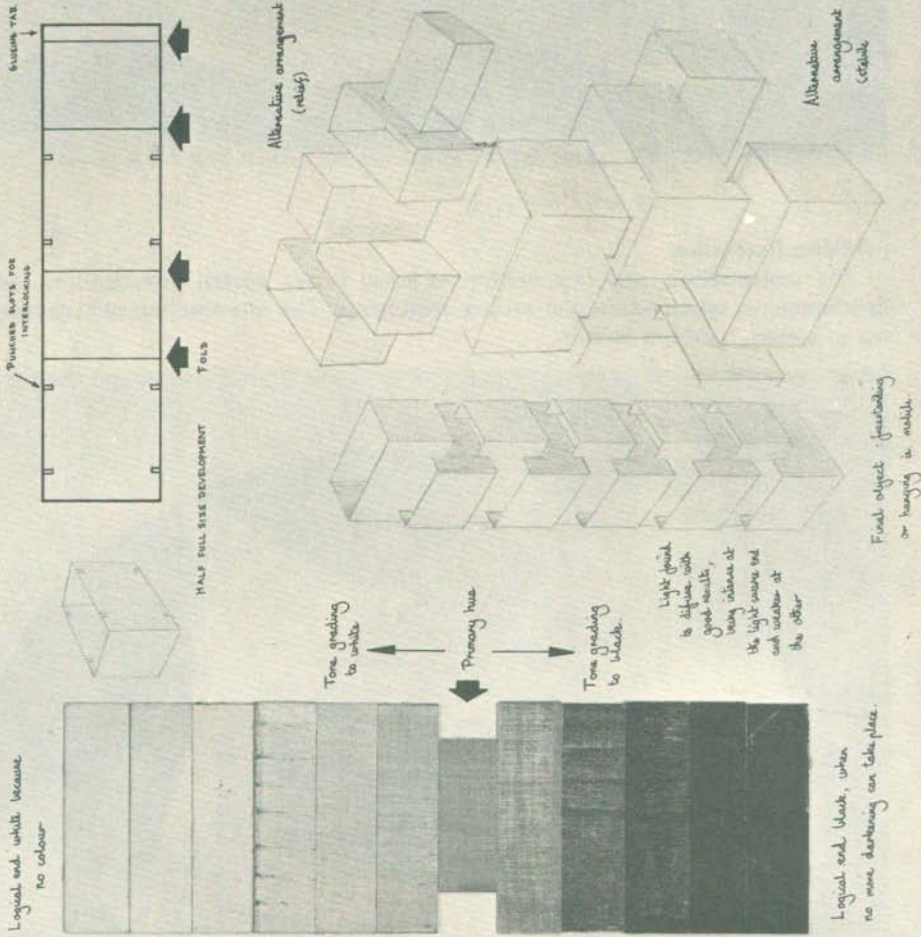 GLUING TAB
PUNCHED SLOTS FOR
INTERLOCKING
FOLD
HALF FULL SIZE DEVELOPMENT
Alternative arrangement
(relief)
Alternative
arrangement
(stabile)
Final object : freestanding
or hanging in mobile.
Logical end white because
no colour
Tone grading
to white
Primary hue
Tone grading
to black
Light found
to diffuse with
good results,
being intense at
the light source end
and weaker at
the other
Logical end black, when
no more darkening can take place.